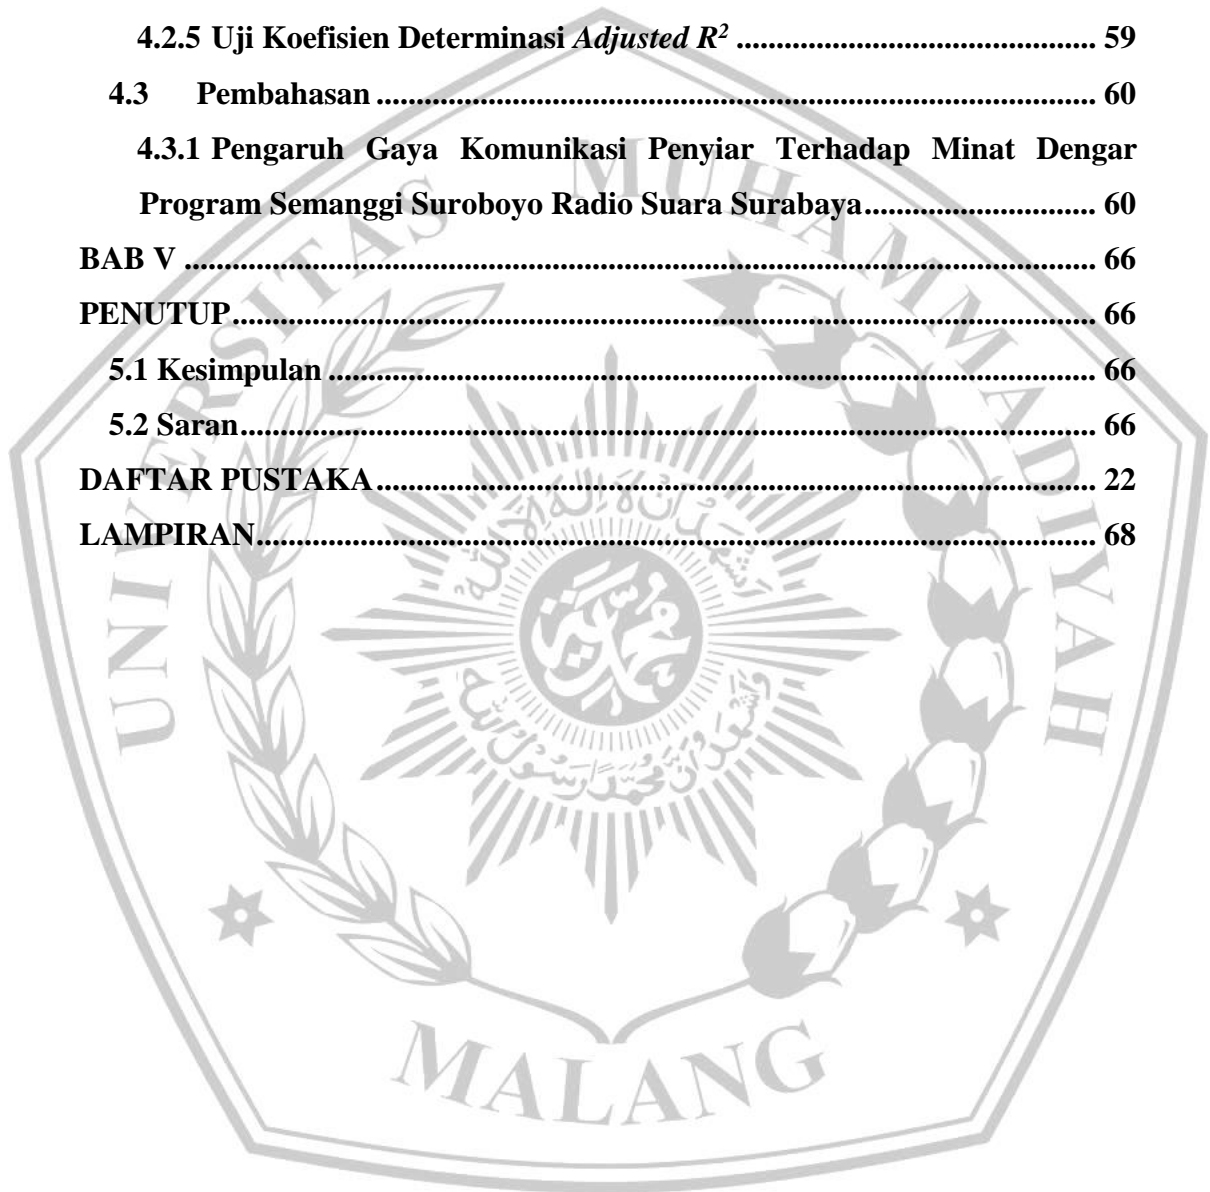 4.2.5 Uji Koefisien Determinasi Adjusted R² ........................................... 59
4.3 Pembahasan ........................................................................................ 60
4.3.1 Pengaruh Gaya Komunikasi Penyiar Terhadap Minat Dengar
Program Semanggi Suroboyo Radio Suara Surabaya ............................ 60
BAB V ............................................................................................................. 66
PENUTUP ....................................................................................................... 66
5.1 Kesimpulan ............................................................................................ 66
5.2 Saran ...................................................................................................... 66
DAFTAR PUSTAKA ...................................................................................... 22
LAMPIRAN ..................................................................................................... 68
UNIVERSITAS MUHAMMADIYAH
MALANG